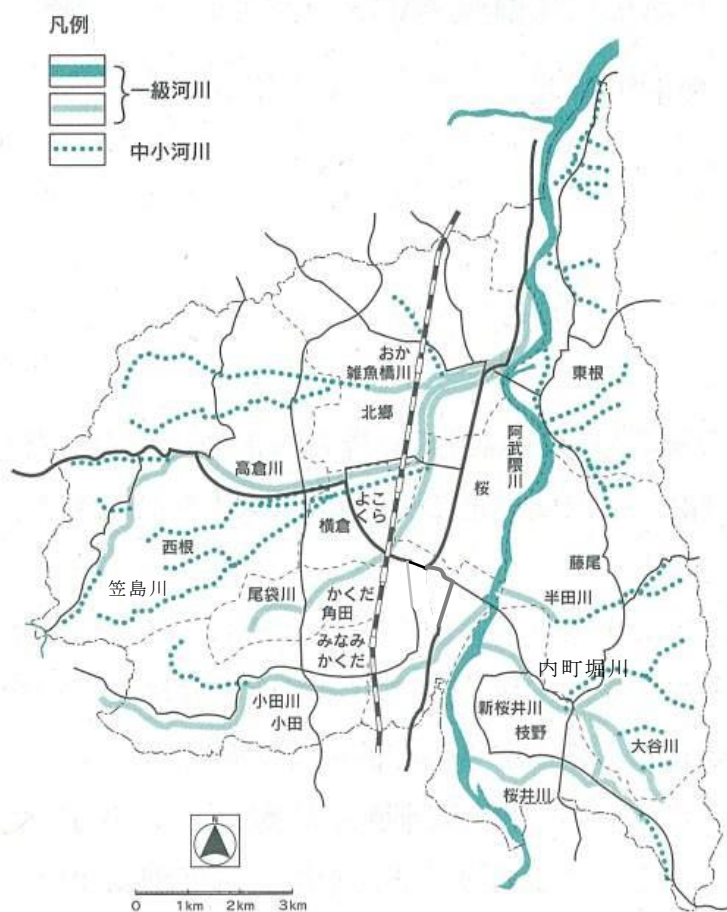 凡例
一級河川
中小河川
おか
雑魚橋川
北郷
東根
阿武隈川
高倉川
桜
よこ
くら
横倉
西根
藤尾
笠島川
尾袋川
かくだ
角田
半田川
みなみ
かくだ
内町堀川
小田川
小田
新桜井川
枝野
大谷川
桜井川
N
0 1km 2km 3km